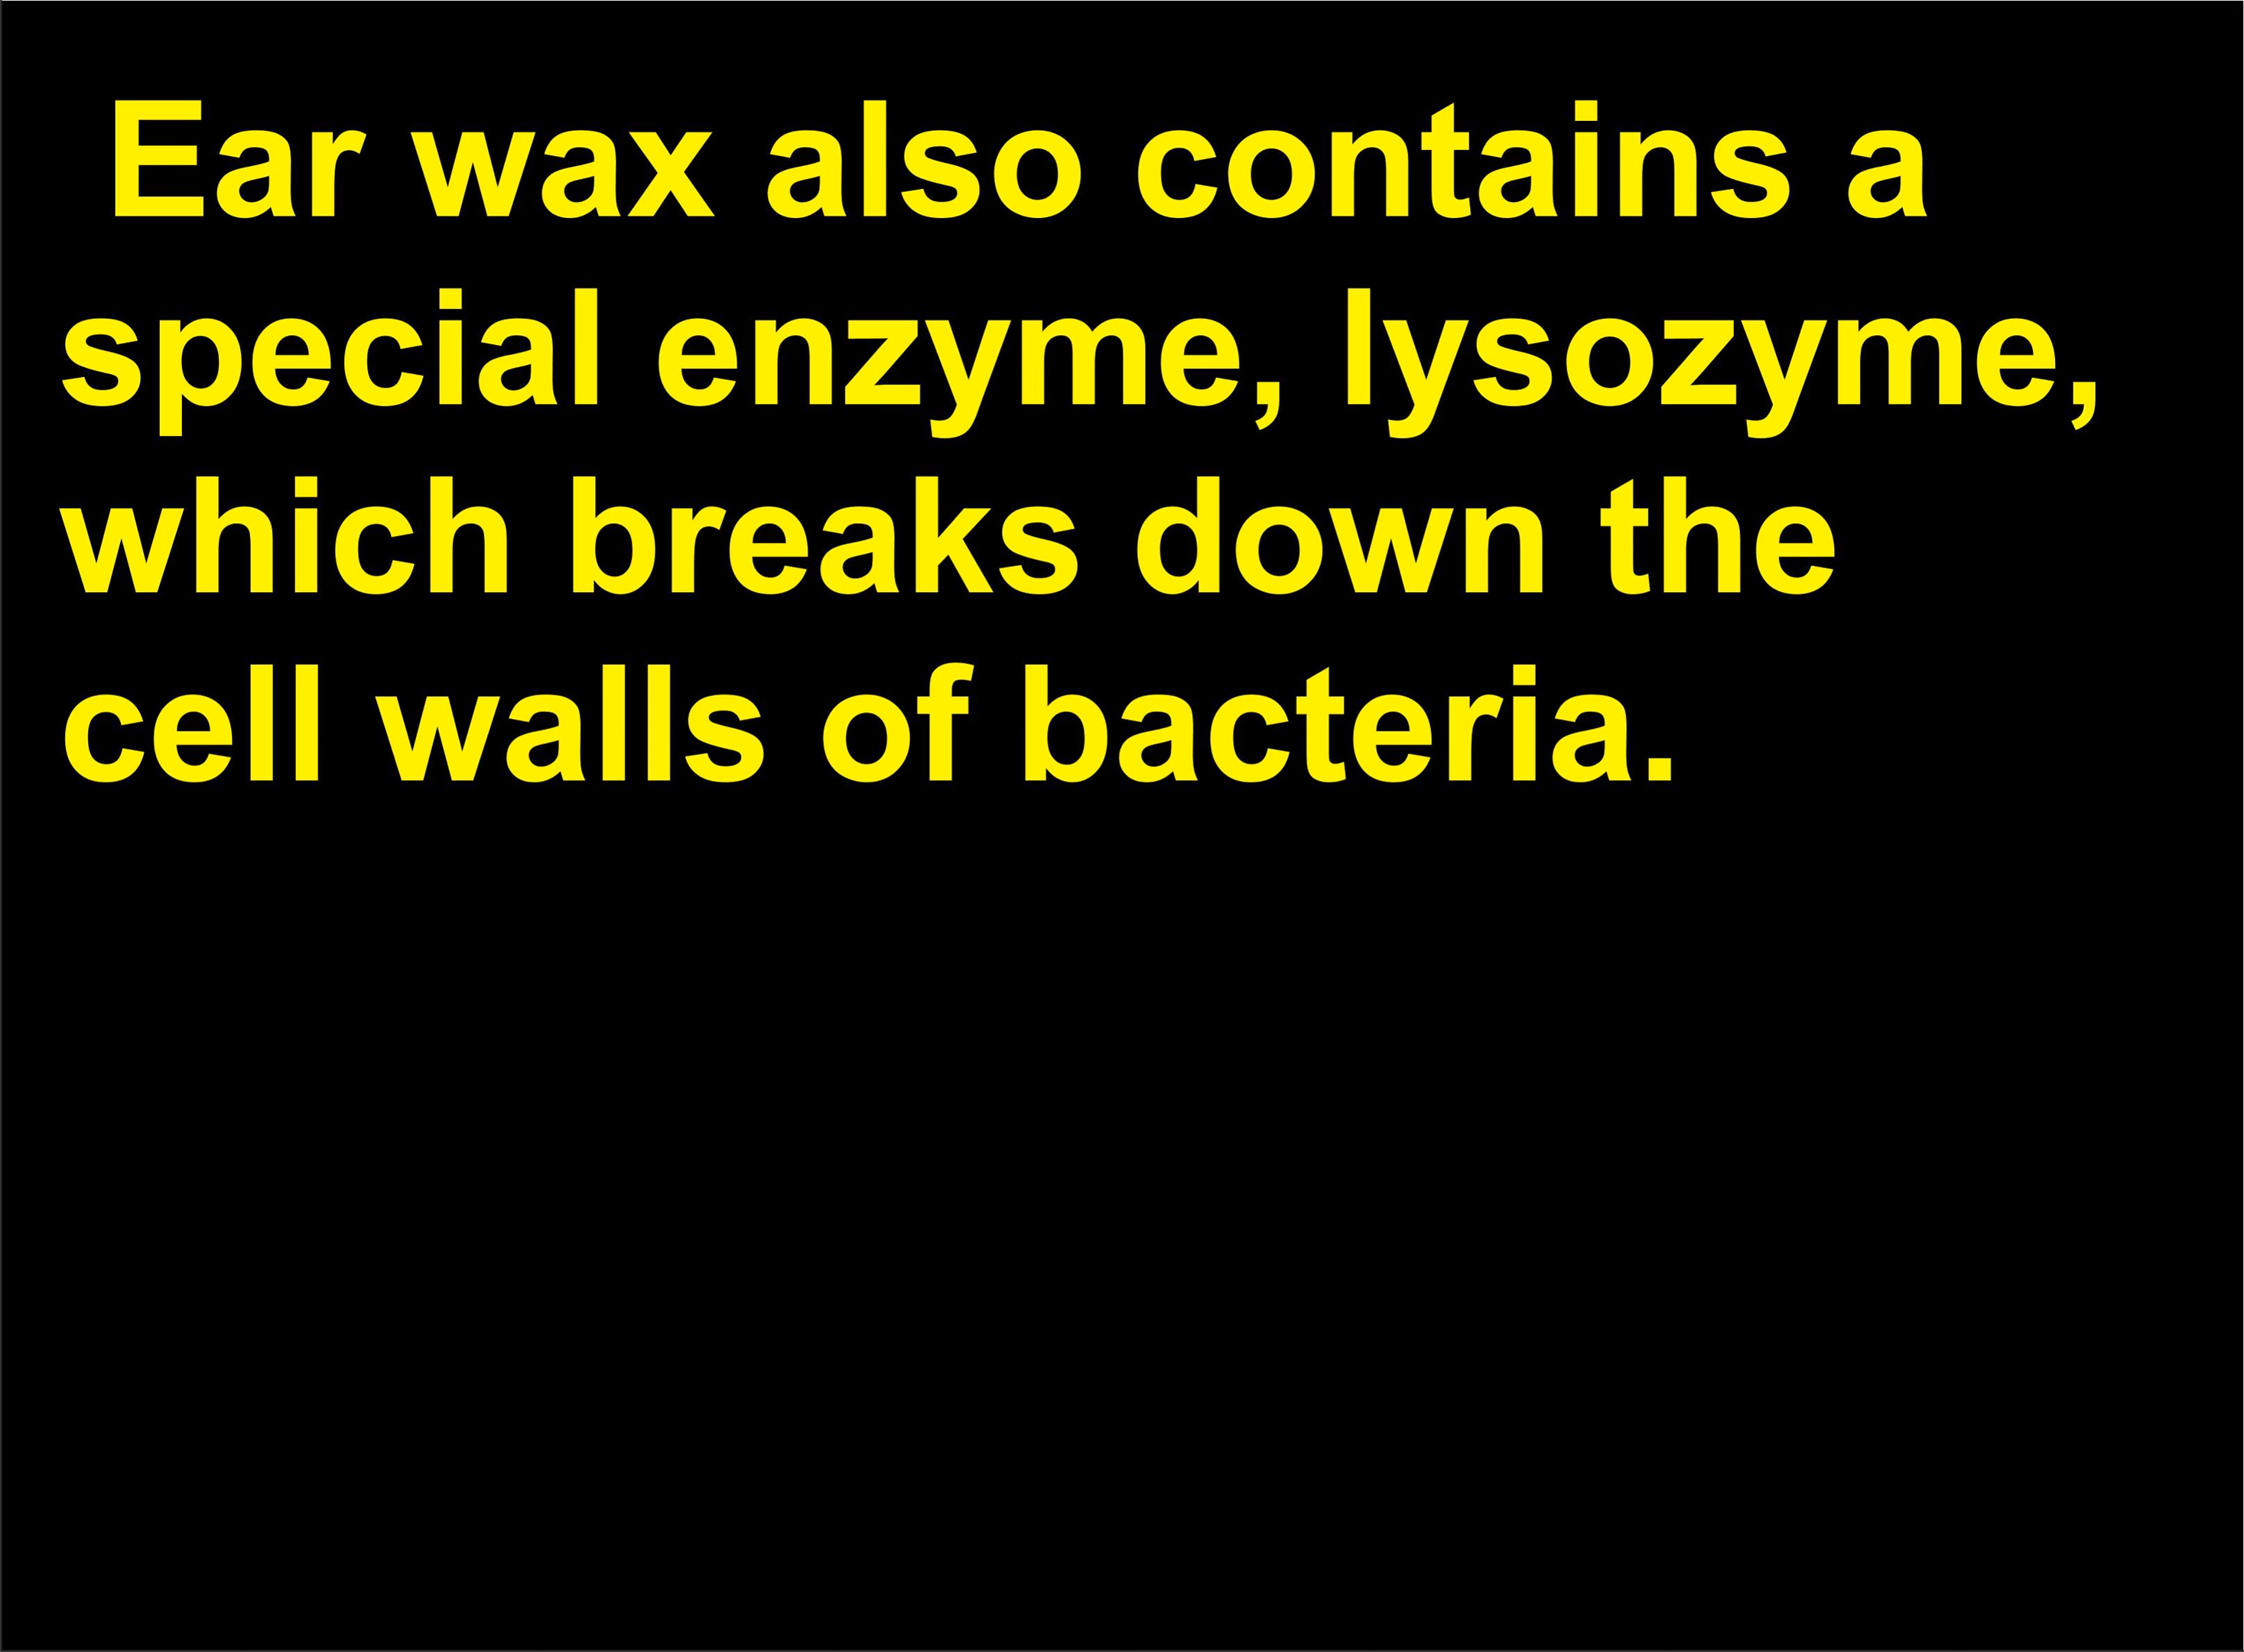 Ear wax also contains a
special enzyme, lysozyme,
which breaks down the
cell walls of bacteria.